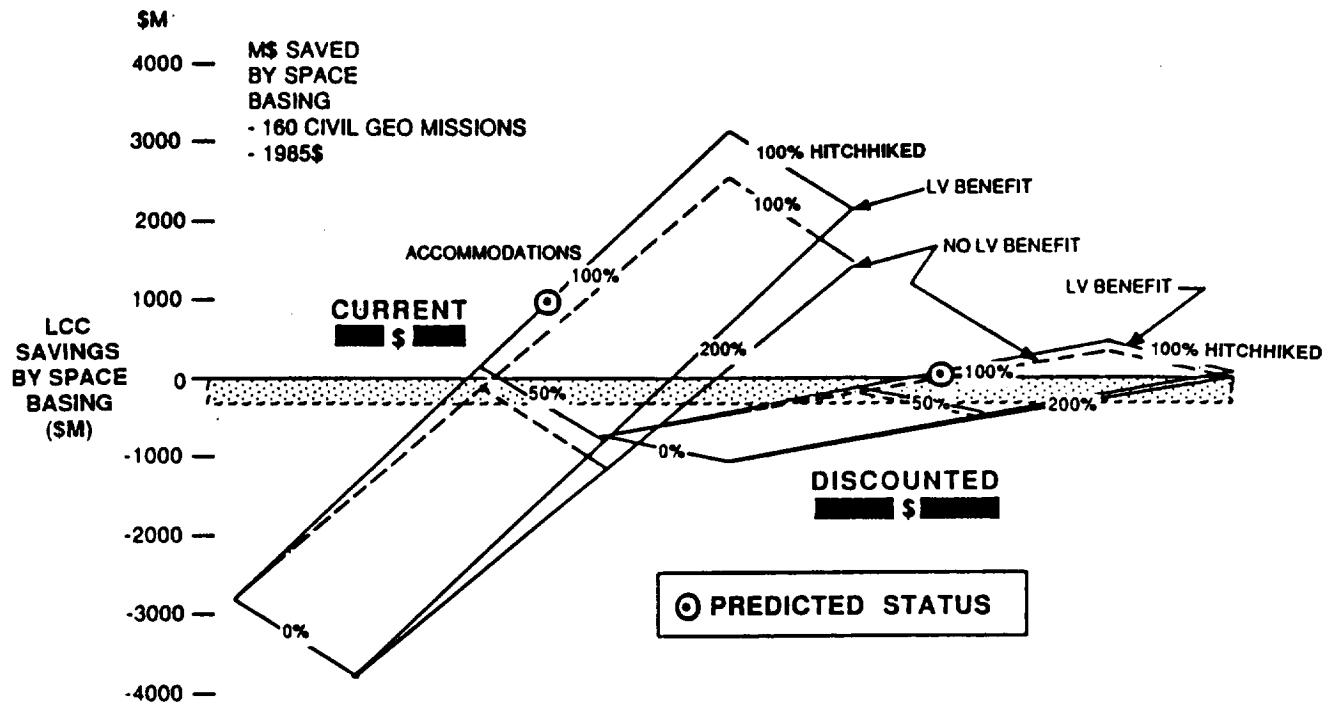 $M
4000
M$ SAVED
BY SPACE
BASING
- 160 CIVIL GEO MISSIONS
- 1985$
3000
100% HITCHHIKED
LV BENEFIT
100%
2000
NO LV BENEFIT
ACCOMMODATIONS
100%
LV BENEFIT
1000
CURRENT
$
LCC
SAVINGS
BY SPACE
BASING
($M)
200%
100% HITCHHIKED
100%
0
50%
50%
200%
0%
-1000
DISCOUNTED
$
-2000
PREDICTED STATUS
-3000
0%
-4000